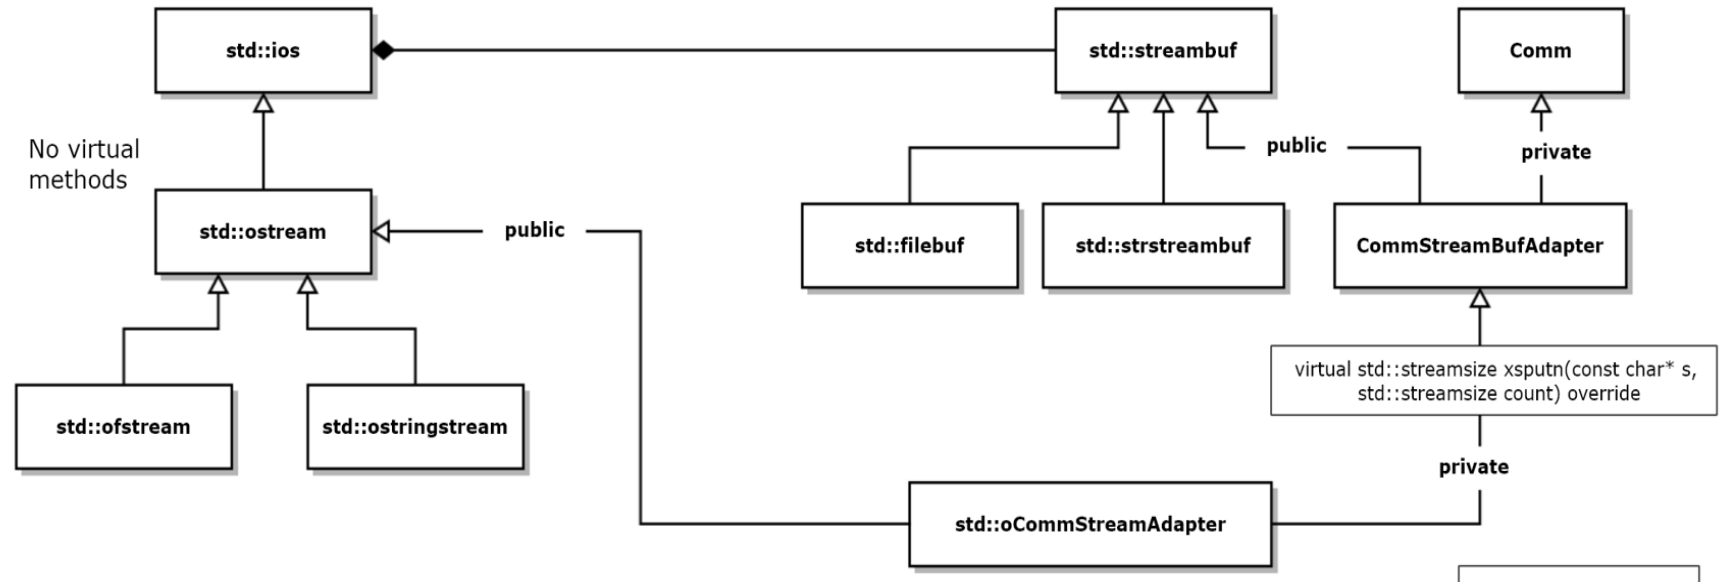 std::ios
std::streambuf
Comm
No virtual
methods
public
private
std::ostream
public
std::filebuf
std::strstreambuf
CommStreamBufAdapter
virtual std::streamsize xsputn(const char* s,
std::streamsize count) override
std::ofstream
std::ostringstream
private
std::oCommStreamAdapter